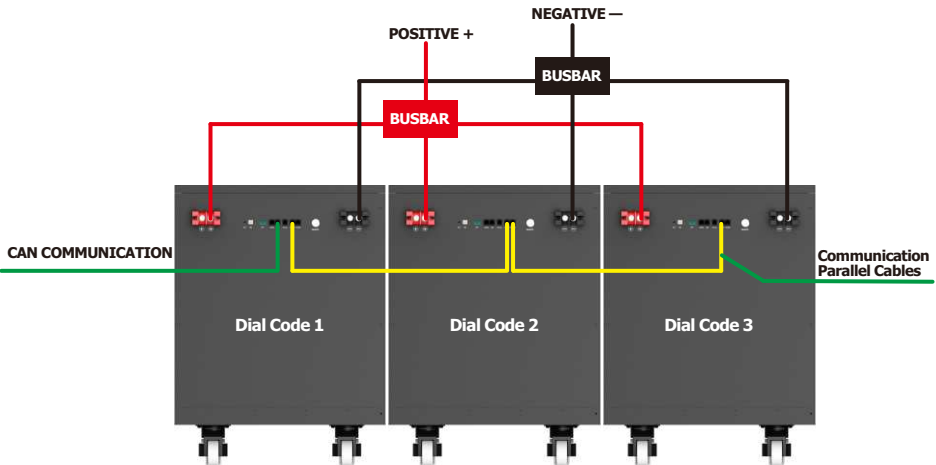 NEGATIVE —
POSITIVE +
BUSBAR
BUSBAR
CAN COMMUNICATION
Communication
Parallel Cables
Dial Code 1
Dial Code 2
Dial Code 3